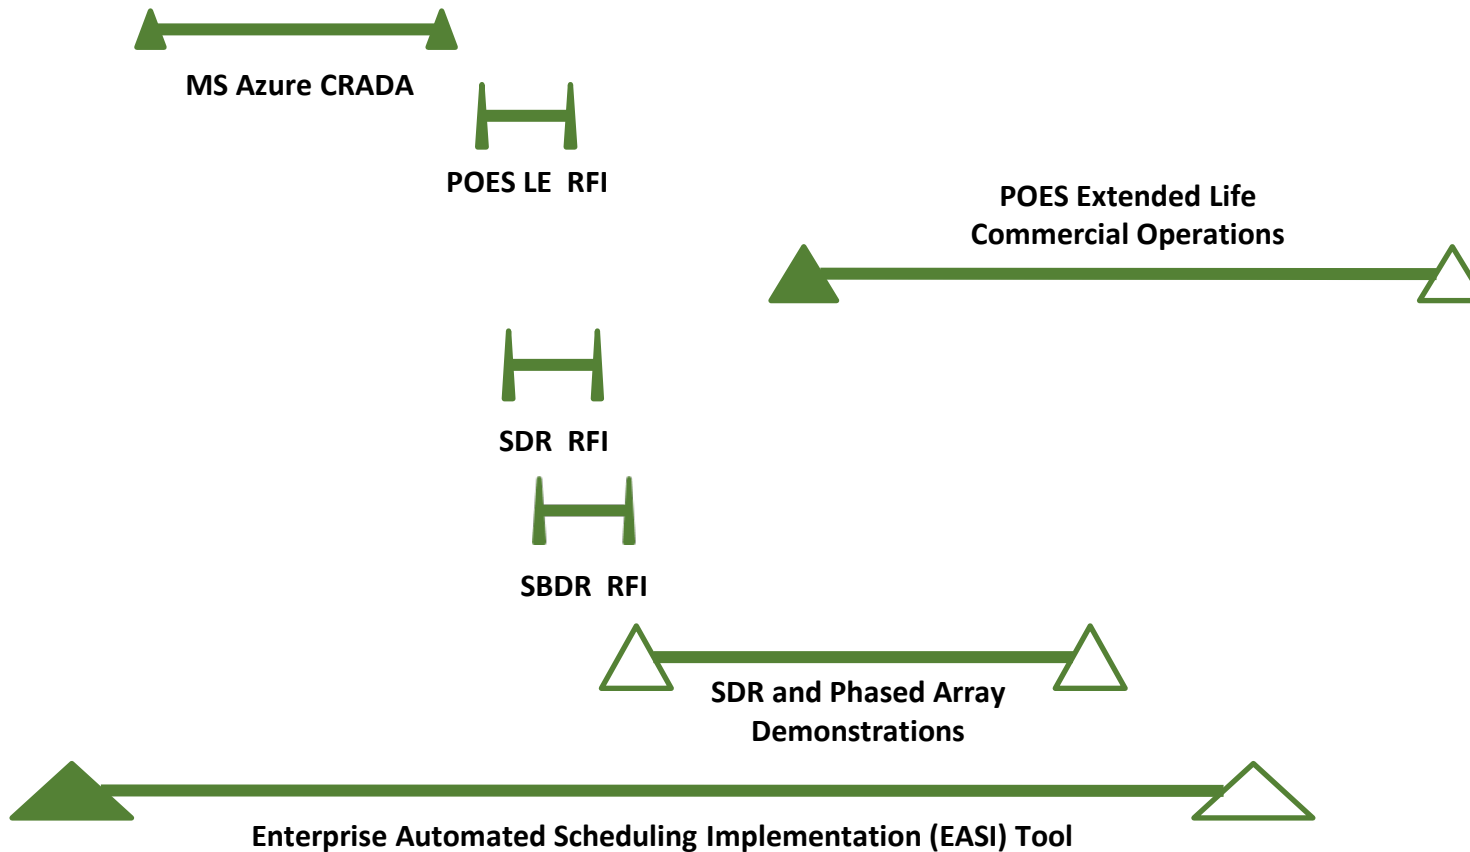 MS Azure CRADA
POES LE  RFI
POES Extended Life
Commercial Operations
SDR  RFI
SBDR  RFI
SDR and Phased Array
Demonstrations
Enterprise Automated Scheduling Implementation (EASI) Tool